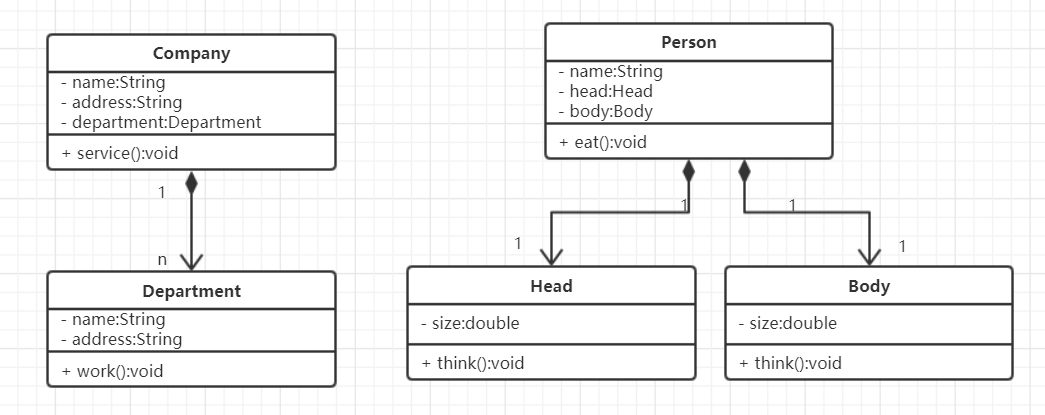 Company
- name:String
- address:String
- department:Department
+ service():void
1
n
Department
- name:String
- address:String
+ work():void
Person
- name:String
- head:Head
- body:Body
+ eat():void
1
1
1
1
Head
- size:double
+ think():void
Body
- size:double
+ think():void